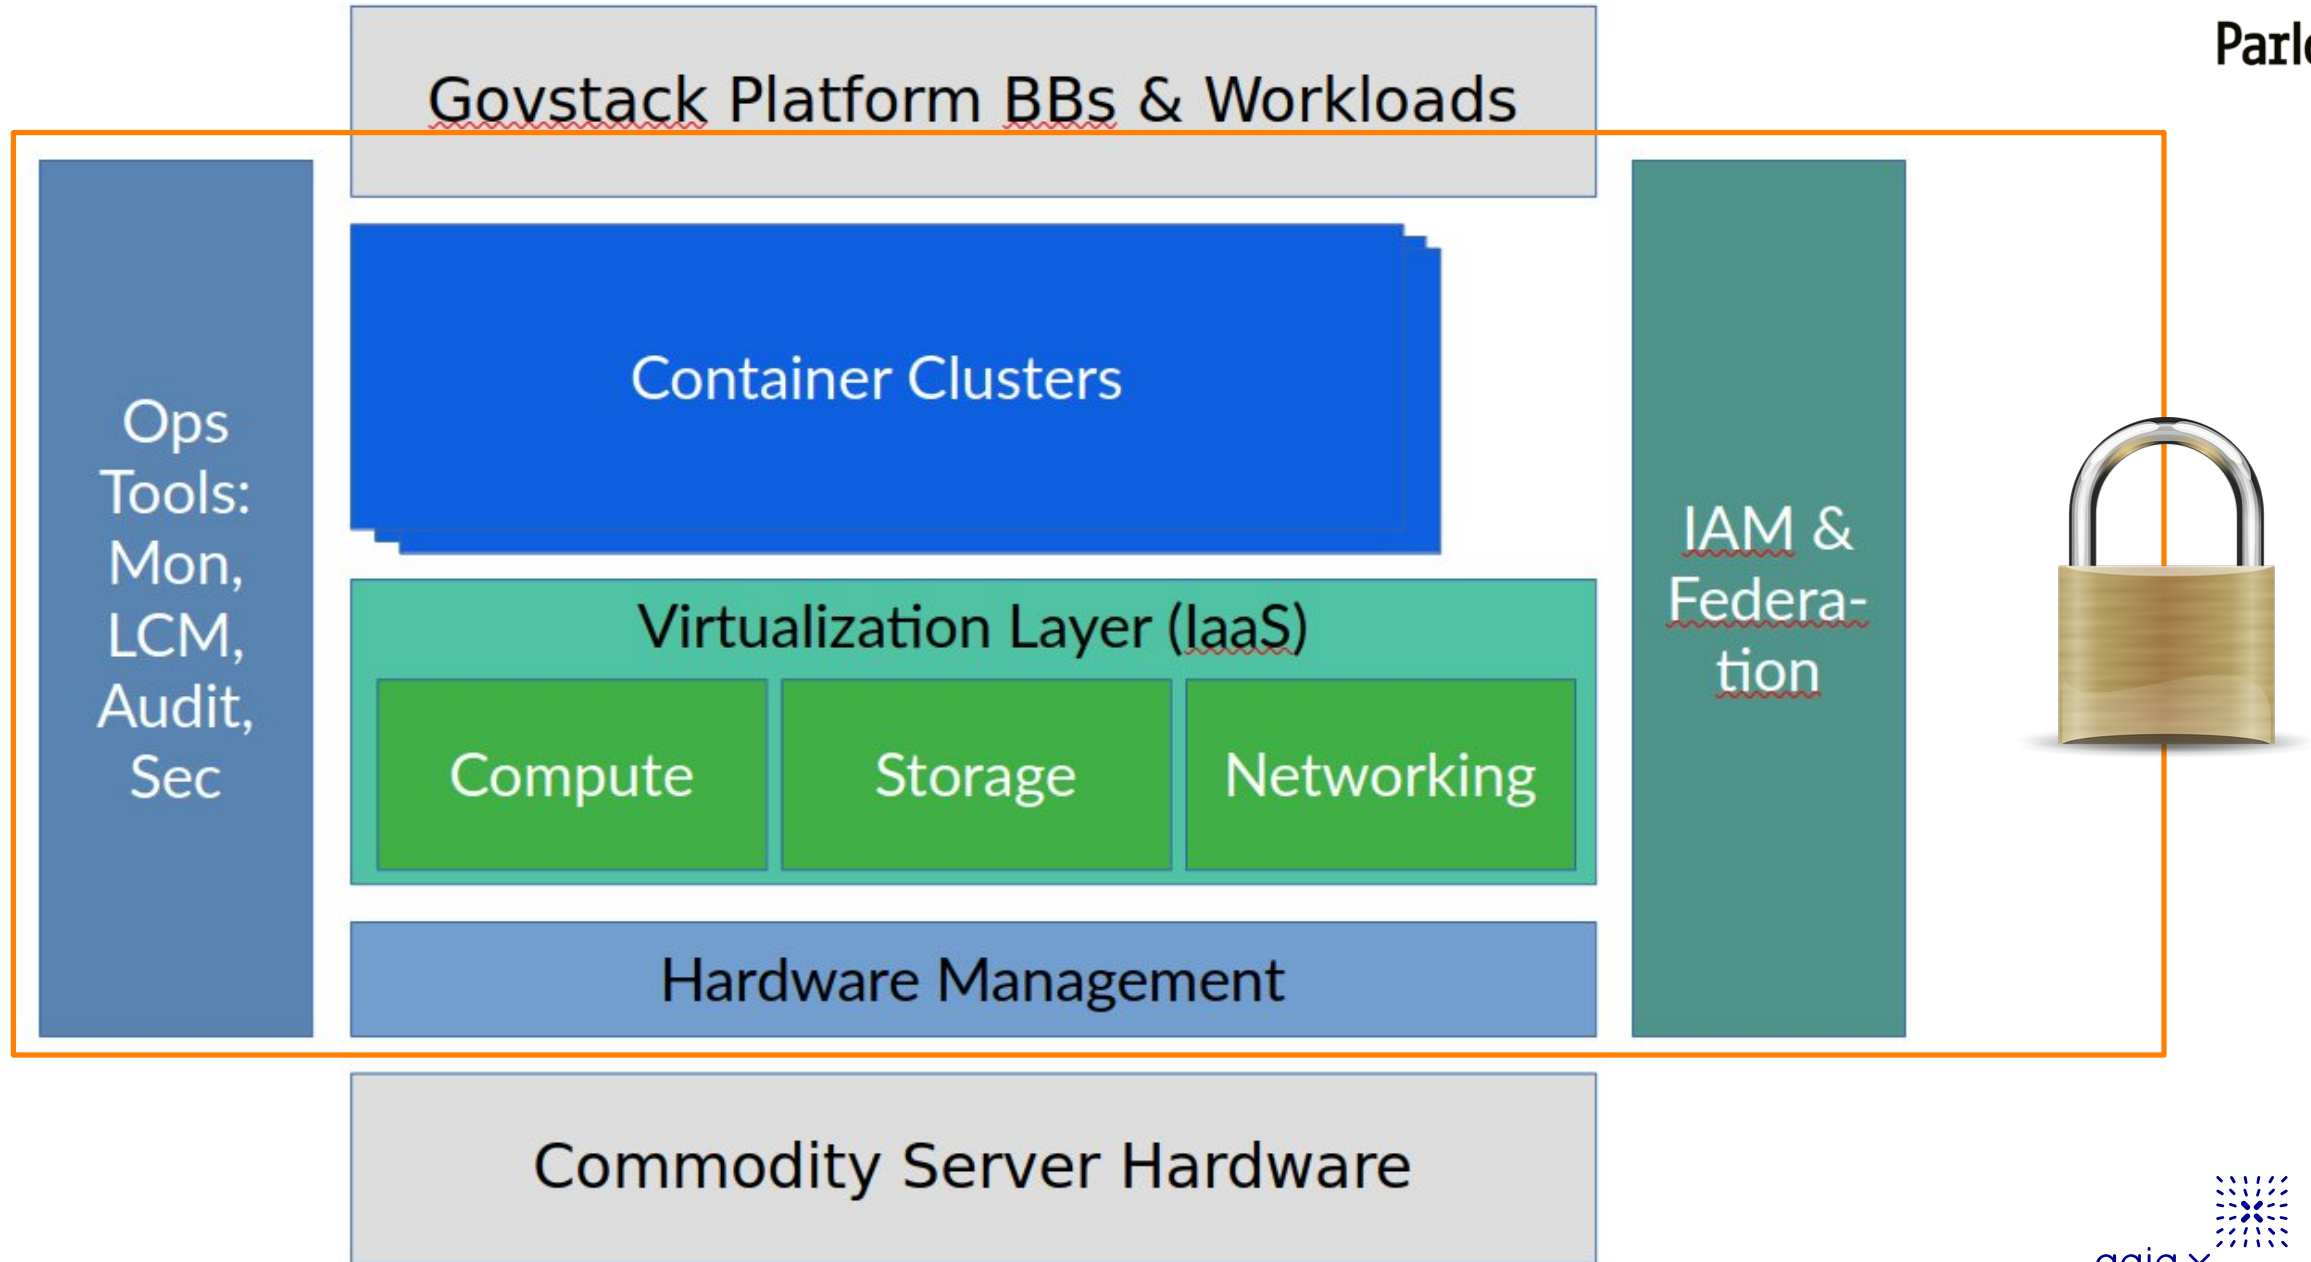 Govstack Platform BBs & Workloads
Ops
Tools:
Mon,
LCM,
Audit,
Sec
Container Clusters
Virtualization Layer (IaaS)
Compute
Storage
Networking
Hardware Management
IAM &
Federa-
tion
Commodity Server Hardware